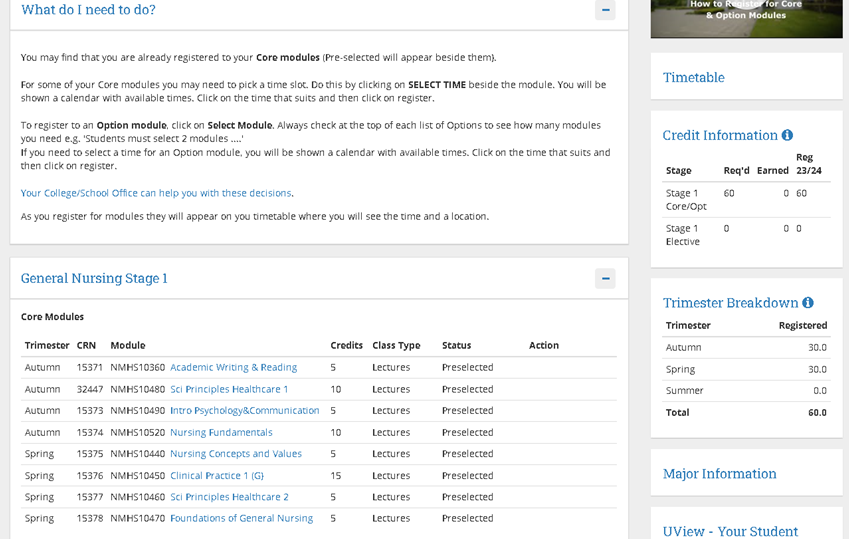 What do I need to do?
You may find that you are already registered to your Core modules (Pre-selected will appear beside them).
For some of your Core modules you may need to pick a time slot. Do this by clicking on SELECT TIME beside the module. You will be
shown a calendar with available times. Click on the time that suits and then click on register.
To register to an Option module, click on Select Module. Always check at the top of each list of Options to see how many modules
you need e.g. 'Students must select 2 modules ....'
If you need to select a time for an Option module, you will be shown a calendar with available times. Click on the time that suits and
then click on register.
Your College/School Office can help you with these decisions.
As you register for modules they will appear on you timetable where you will see the time and a location.
General Nursing Stage 1
Core Modules
Trimester CRN Module Credits Class Type Status Action
Autumn 15371 NMHS10360 Academic Writing & Reading 5 Lectures Preselected
Autumn 32447 NMHS10480 Sci Principles Healthcare 1 10 Lectures Preselected
Autumn 15373 NMHS10490 Intro Psychology&Communication 5 Lectures Preselected
Autumn 15374 NMHS10520 Nursing Fundamentals 10 Lectures Preselected
Spring 15375 NMHS10440 Nursing Concepts and Values 5 Lectures Preselected
Spring 15376 NMHS10450 Clinical Practice 1 (G) 15 Lectures Preselected
Spring 15377 NMHS10460 Sci Principles Healthcare 2 5 Lectures Preselected
Spring 15378 NMHS10470 Foundations of General Nursing 5 Lectures Preselected
How to Register for Core
& Option Modules
Timetable
Credit Information
Stage Req'd Earned Reg
23/24
Stage 1 60 0 60
Core/Opt
Stage 1 0 0 0
Elective
Trimester Breakdown
Trimester Registered
Autumn 30.0
Spring 30.0
Summer 0.0
Total 60.0
Major Information
UView - Your Student